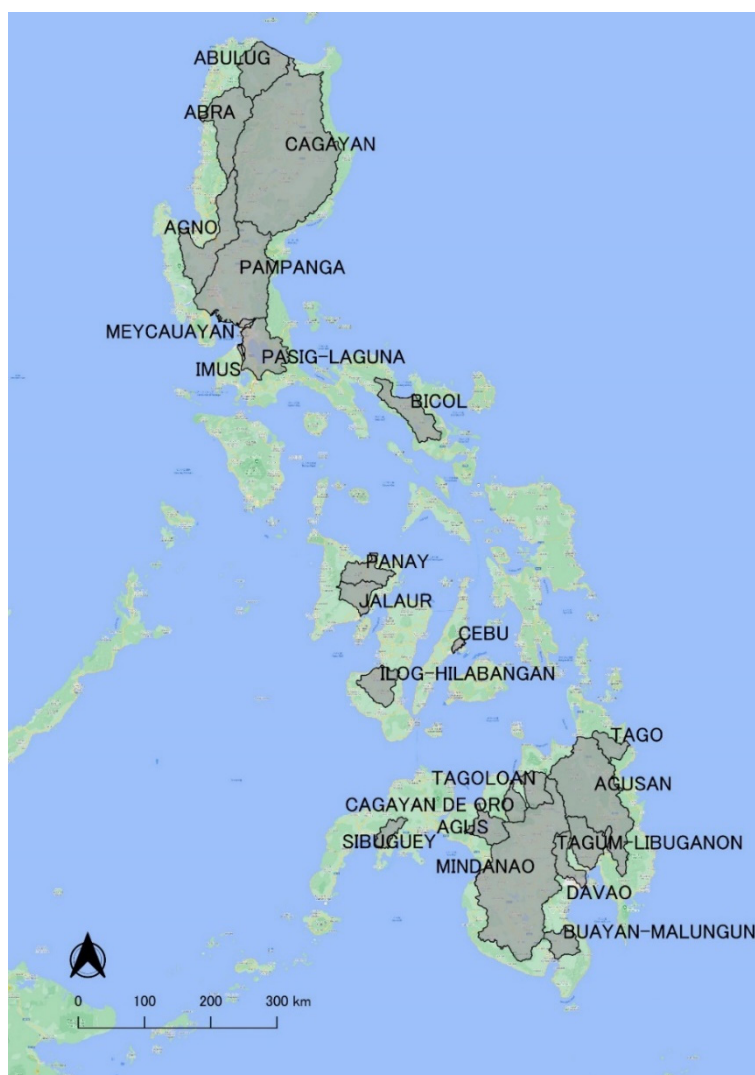 ABULUG
ABRA
CAGAYAN
AGNO
PAMPANGA
MEYCAUAYAN
PASIG-LAGUNA
IMUS
BICOL
PANAY
JALAUR
CEBU
ILOG-HILABANGAN
TAGO
TAGOLOAN
AGUSAN
CAGAYAN DE ORO
AGUS
SIBUGUEY
TAGUM-LIBUGANON
MINDANAO
DAVAO
BUAYAN-MALUNGUN
0 100 200 300 km